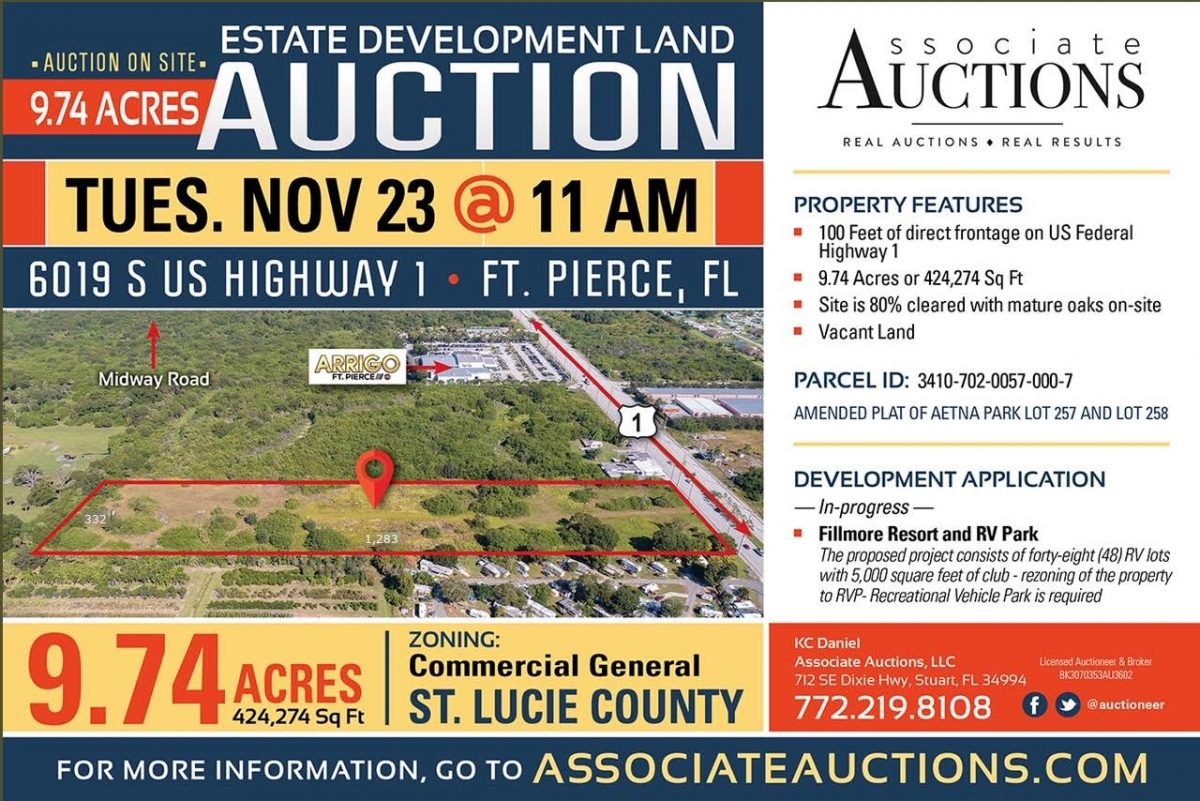 ▪ AUCTION ON SITE ▪
9.74 ACRES
ESTATE DEVELOPMENT LAND
AUCTION
TUES. NOV 23 @ 11 AM
6019 S US HIGHWAY 1 • FT. PIERCE, FL
Midway Road
ARRIGO
FT. PIERCE
1
332 '
1,283
9.74 ACRES
424,274 Sq Ft
ZONING:
Commercial General
ST. LUCIE COUNTY
Associate
AUCTIONS
REAL AUCTIONS ♦ REAL RESULTS
PROPERTY FEATURES
▪ 100 Feet of direct frontage on US Federal
Highway 1
▪ 9.74 Acres or 424,274 Sq Ft
▪ Site is 80% cleared with mature oaks on-site
▪ Vacant Land
PARCEL ID: 3410-702-0057-000-7
AMENDED PLAT OF AETNA PARK LOT 257 AND LOT 258
DEVELOPMENT APPLICATION
— In-progress —
▪ Fillmore Resort and RV Park
The proposed project consists of forty-eight (48) RV lots
with 5,000 square feet of club - rezoning of the property
to RVP- Recreational Vehicle Park is required
KC Daniel
Associate Auctions, LLC
712 SE Dixie Hwy, Stuart, FL 34994
772.219.8108
Licensed Auctioneer & Broker
BK3070353AU3602
@auctioneer
FOR MORE INFORMATION, GO TO ASSOCIATEAUCTIONS.COM